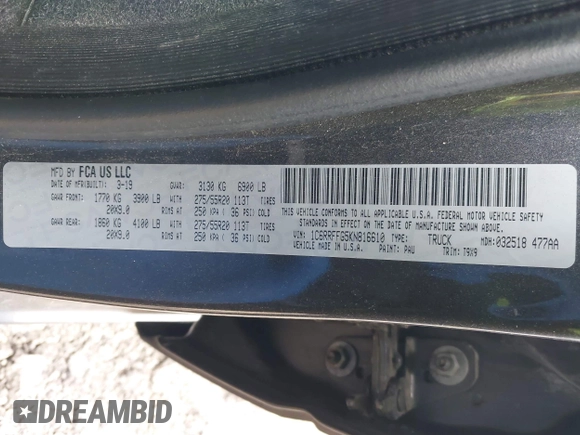 MFD BY FCA US LLC
DATE OF MFR(BUILT): 3-19 GVWR: 3130 KG 6900 LB
GAWR FRONT: 1770 KG 3900 LB WITH 275/55R20 113T TIRES
20X9.0 RIMS AT 250 KPA ( 36 PSI) COLD
GAWR REAR: 1860 KG 4100 LB WITH 275/55R20 113T TIRES
20X9.0 RIMS AT 250 KPA ( 36 PSI) COLD
THIS VEHICLE CONFORMS TO ALL APPLICABLE U.S.A. FEDERAL MOTOR VEHICLE SAFETY
STANDARDS IN EFFECT ON THE DATE OF MANUFACTURE SHOWN ABOVE.
VIN: 1C6RRFFG5KN816610 TYPE: TRUCK MDH: 032518 477AA
VEHICLE MADE IN U.S.A. PAINT: PAU TRIM: T9X9
DREAMBID